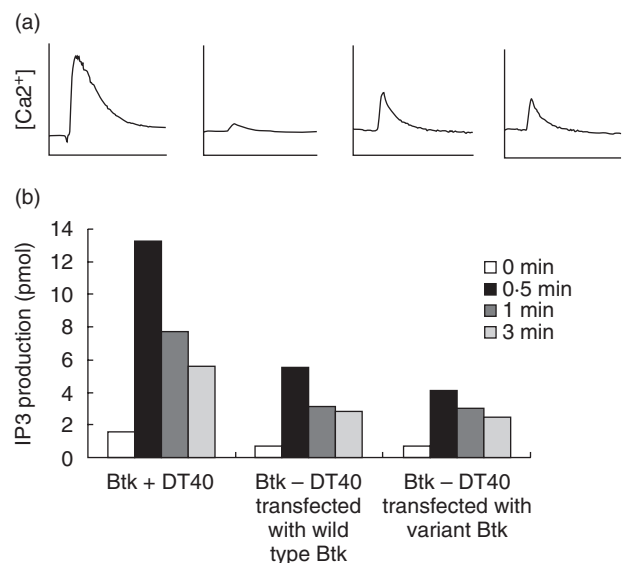 (a)
[Ca2+]
(b)
IP3 production (pmol)
14
12
10
8
6
4
2
0
0 min
0·5 min
1 min
3 min
Btk + DT40
Btk – DT40
transfected
with wild
type Btk
Btk – DT40
transfected with
variant Btk